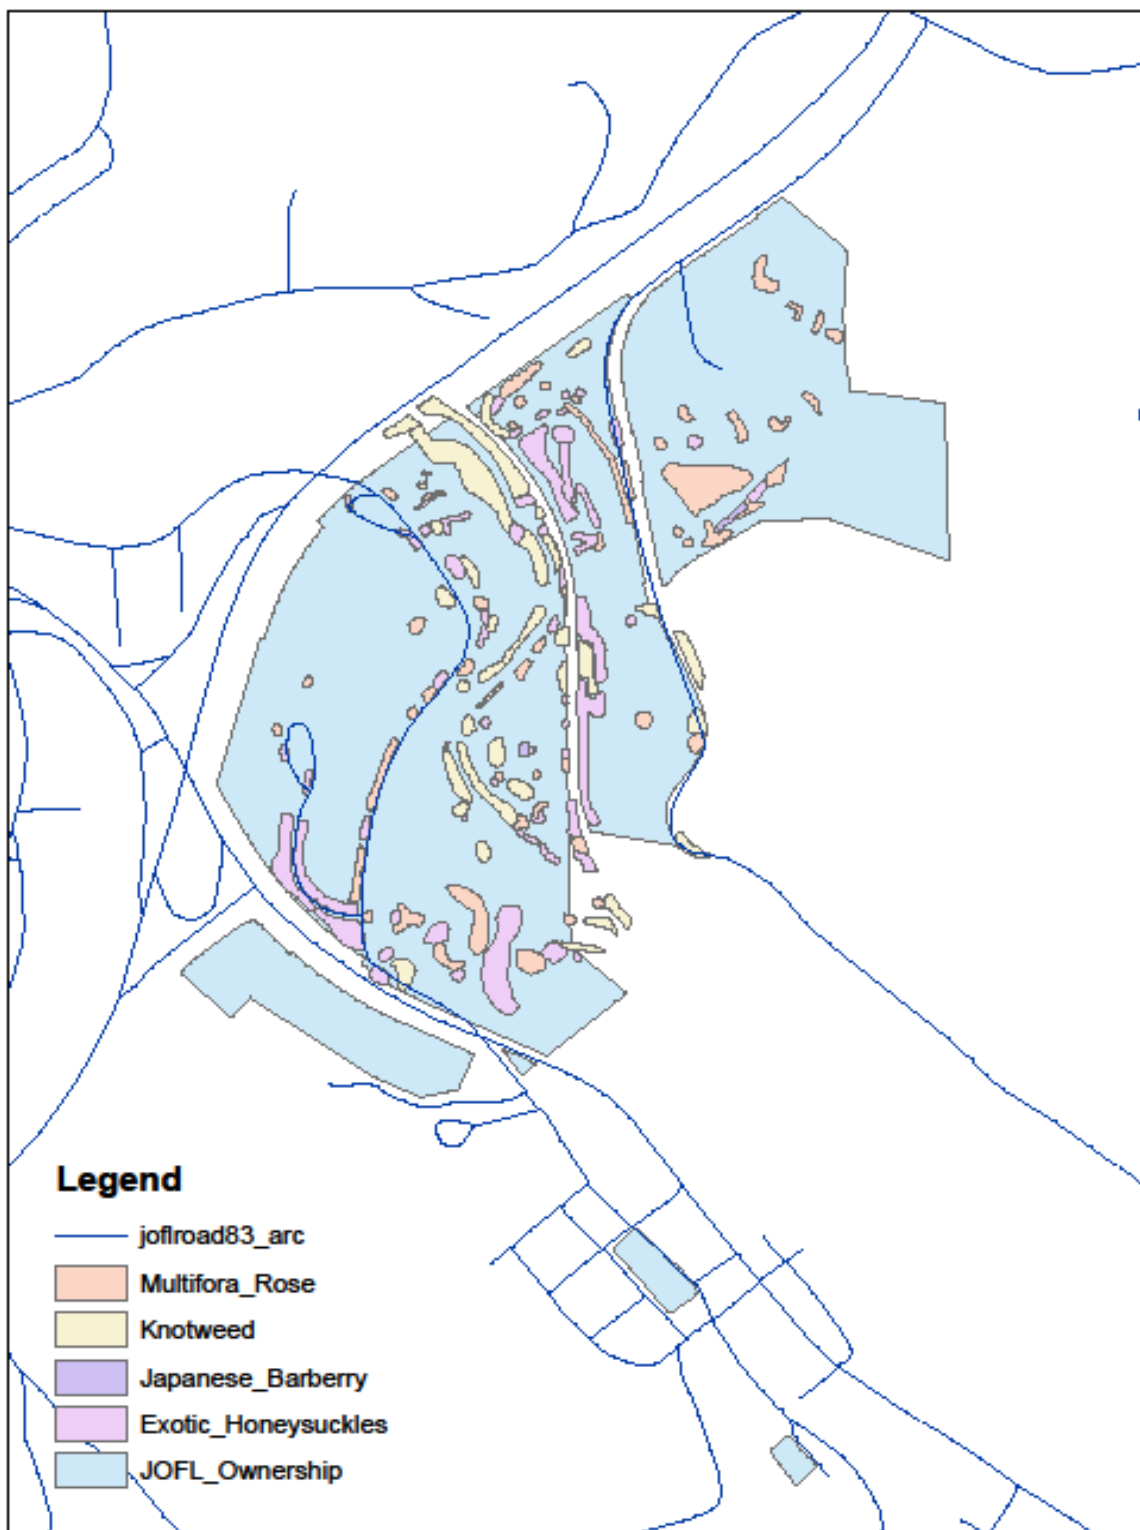 Legend
joflroad83_arc
Multifora_Rose
Knotweed
Japanese_Barberry
Exotic_Honeysuckles
JOFL_Ownership